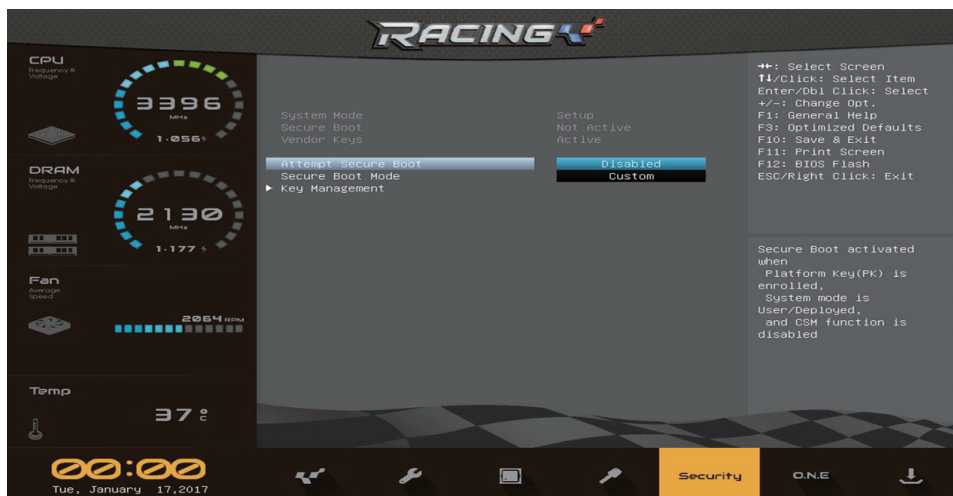 RACING
CPU
Frequency & Voltage
3396
MHz
1.056 V
DRAM
Frequency & Voltage
2130
MHz
1.177 V
Fan
Average Speed
2064 RPM
Temp
37 °C
00:00
Tue, January 17,2017
System Mode Setup
Secure Boot Not Active
Vendor Keys Active
Attempt Secure Boot Disabled
Secure Boot Mode Custom
▶ Key Management
→←: Select Screen
↑↓/Click: Select Item
Enter/Dbl Click: Select
+/-: Change Opt.
F1: General Help
F3: Optimized Defaults
F10: Save & Exit
F11: Print Screen
F12: BIOS Flash
ESC/Right Click: Exit
Secure Boot activated
when
Platform Key(PK) is
enrolled,
System mode is
User/Deployed,
and CSM function is
disabled
Security
O.N.E